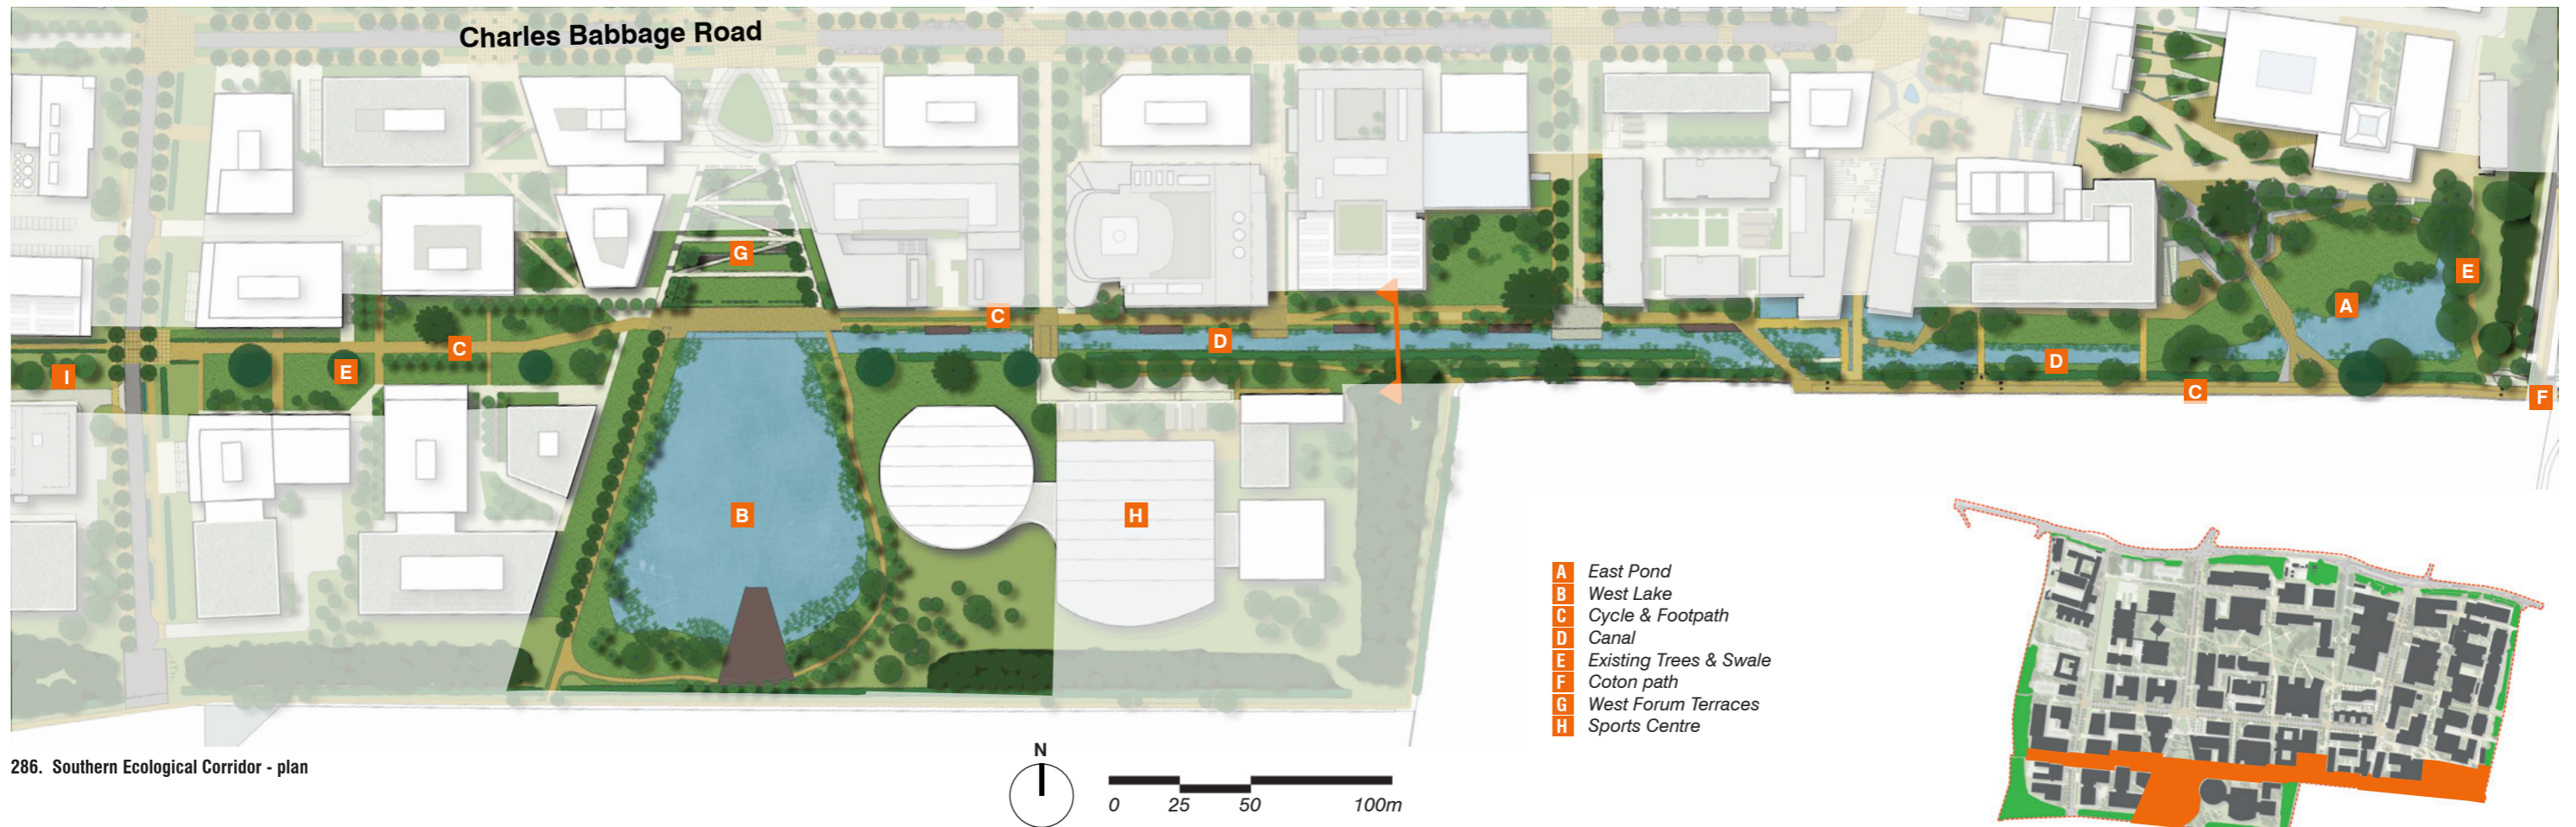 Charles Babbage Road
G
C
D
E
A
E
C
D
C
F
I
B
H
A East Pond
B West Lake
C Cycle & Footpath
D Canal
E Existing Trees & Swale
F Coton path
G West Forum Terraces
H Sports Centre
286. Southern Ecological Corridor - plan
N
0 25 50 100m